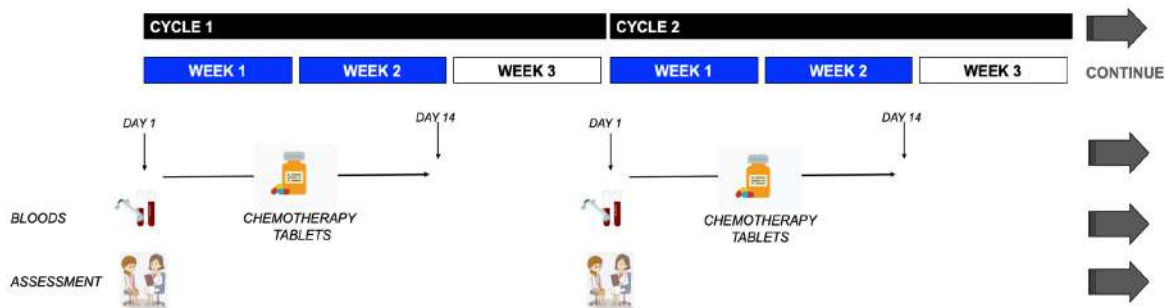 CYCLE 1 CYCLE 2
WEEK 1 WEEK 2 WEEK 3 WEEK 1 WEEK 2 WEEK 3 CONTINUE
DAY 1 DAY 14 DAY 1 DAY 14
BLOODS
CHEMOTHERAPY
TABLETS
CHEMOTHERAPY
TABLETS
ASSESSMENT